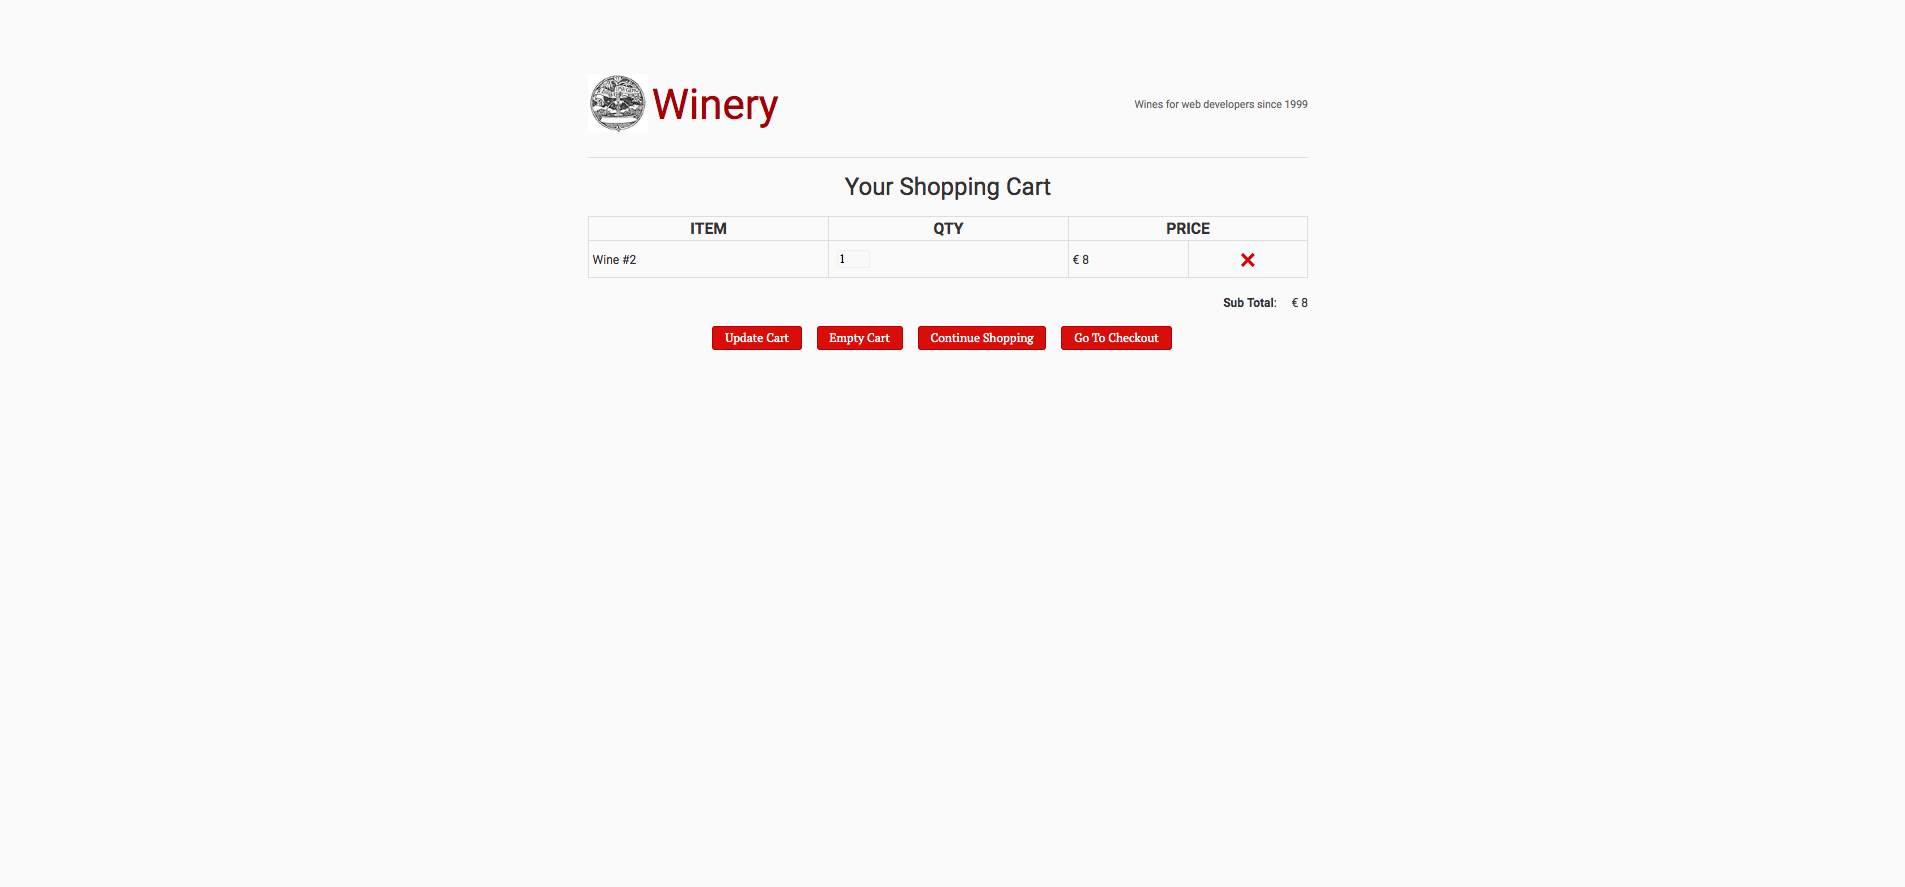 Winery
Wines for web developers since 1999
Your Shopping Cart
ITEM QTY PRICE
Wine #2 1 € 8
Sub Total: € 8
Update Cart Empty Cart Continue Shopping Go To Checkout